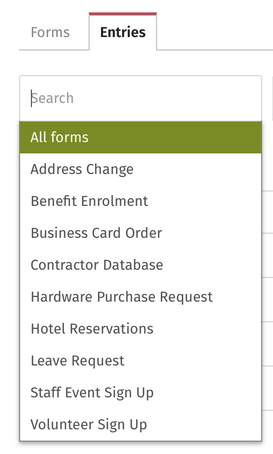 Forms Entries
Search
All forms
Address Change
Benefit Enrolment
Business Card Order
Contractor Database
Hardware Purchase Request
Hotel Reservations
Leave Request
Staff Event Sign Up
Volunteer Sign Up